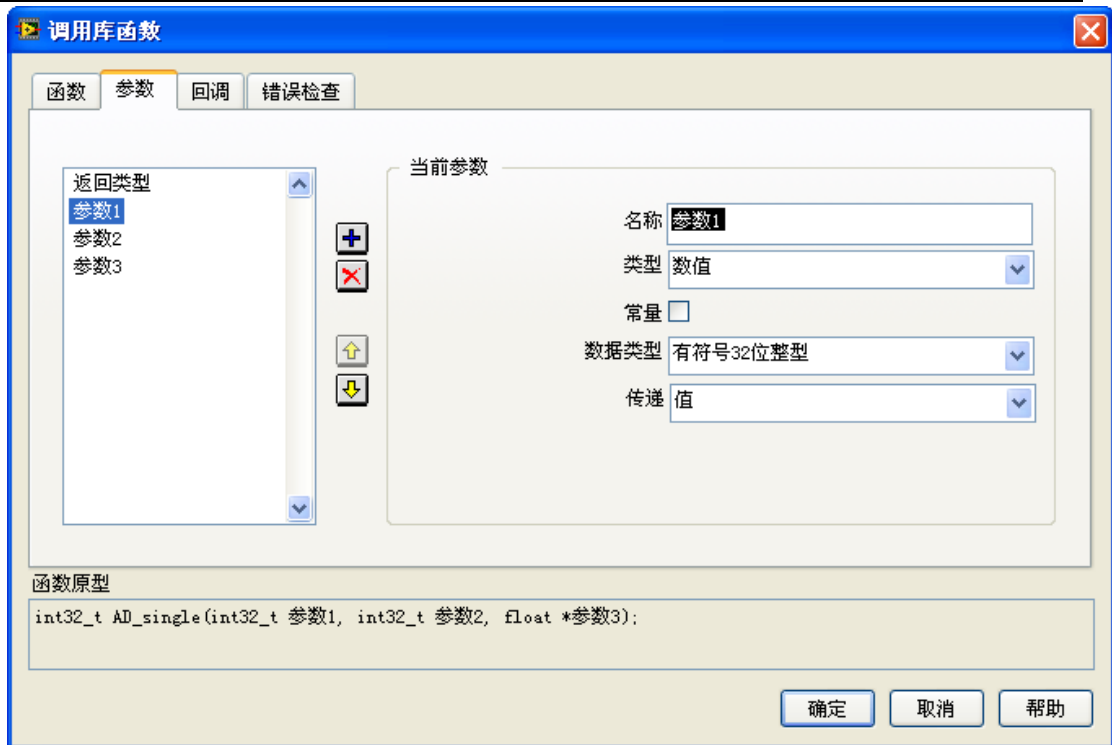 调用库函数
函数 参数 回调 错误检查
返回类型
参数1
参数2
参数3
当前参数
名称 参数1
类型 数值
常量
数据类型 有符号32位整型
传递 值
函数原型
int32_t AD_single(int32_t 参数1, int32_t 参数2, float *参数3);
确定 取消 帮助